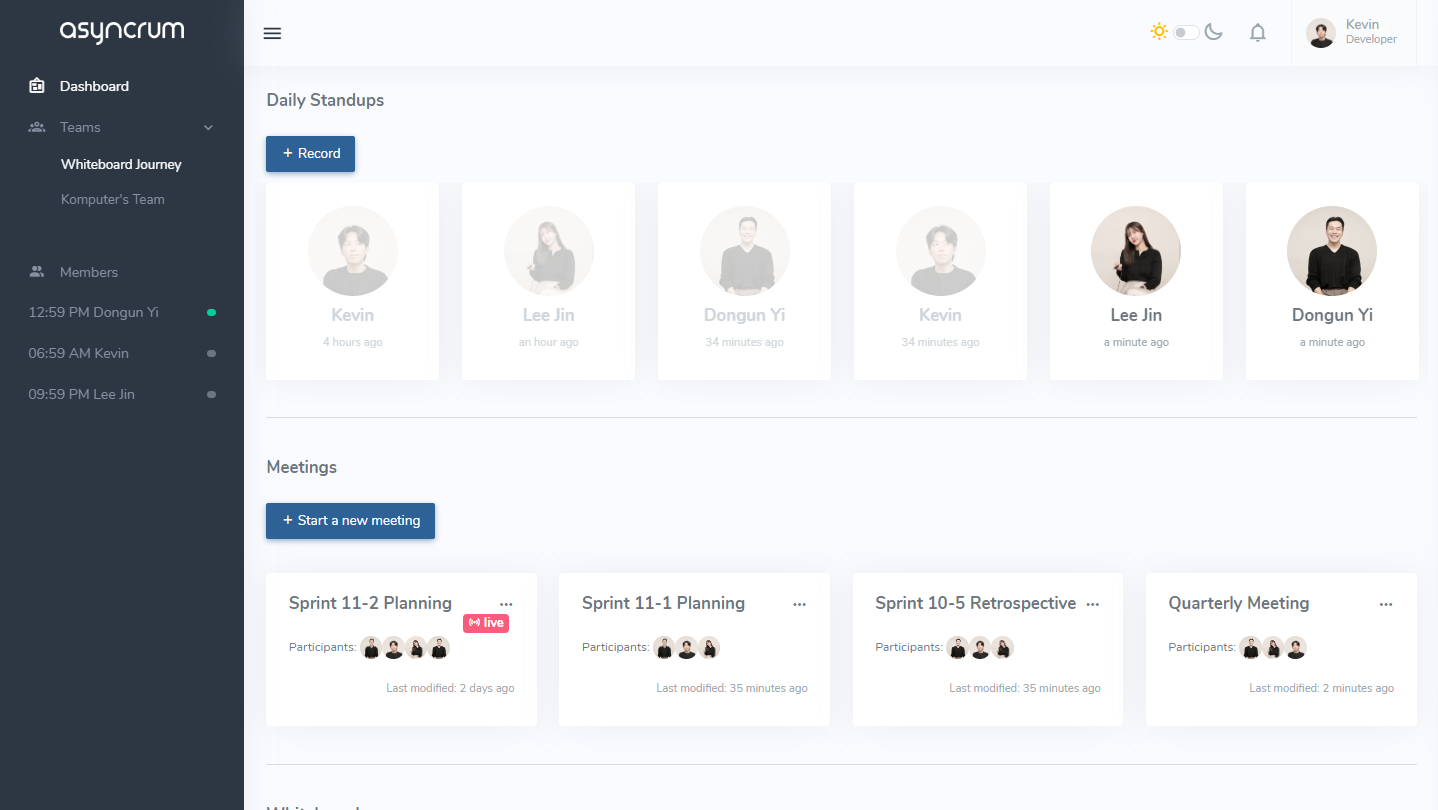 asyncrum
Dashboard
Teams
Whiteboard Journey
Komputer's Team
Members
12:59 PM Dongun Yi
06:59 AM Kevin
09:59 PM Lee Jin
Kevin
Developer
Daily Standups
+ Record
Kevin
4 hours ago
Lee Jin
an hour ago
Dongun Yi
34 minutes ago
Kevin
34 minutes ago
Lee Jin
a minute ago
Dongun Yi
a minute ago
Meetings
+ Start a new meeting
Sprint 11-2 Planning
live
Participants:
Last modified: 2 days ago
Sprint 11-1 Planning
Participants:
Last modified: 35 minutes ago
Sprint 10-5 Retrospective
Participants:
Last modified: 35 minutes ago
Quarterly Meeting
Participants:
Last modified: 2 minutes ago